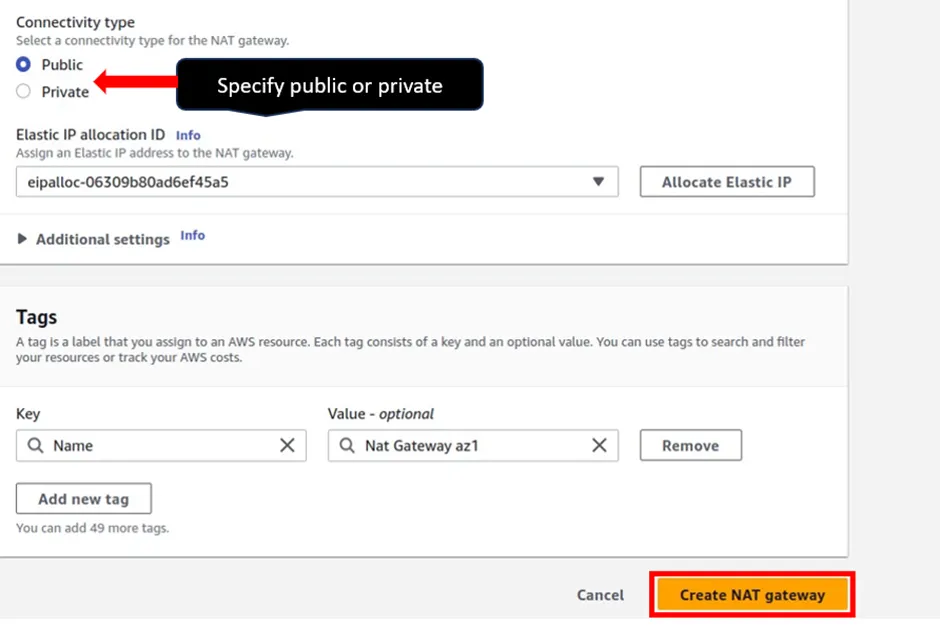 Connectivity type
Select a connectivity type for the NAT gateway.
Public
Private
Specify public or private
Elastic IP allocation ID Info
Assign an Elastic IP address to the NAT gateway.
eipalloc-06309b80ad6ef45a5
Allocate Elastic IP
Additional settings Info
Tags
A tag is a label that you assign to an AWS resource. Each tag consists of a key and an optional value. You can use tags to search and filter
your resources or track your AWS costs.
Key
Value - optional
Name
Nat Gateway az1
Remove
Add new tag
You can add 49 more tags.
Cancel
Create NAT gateway